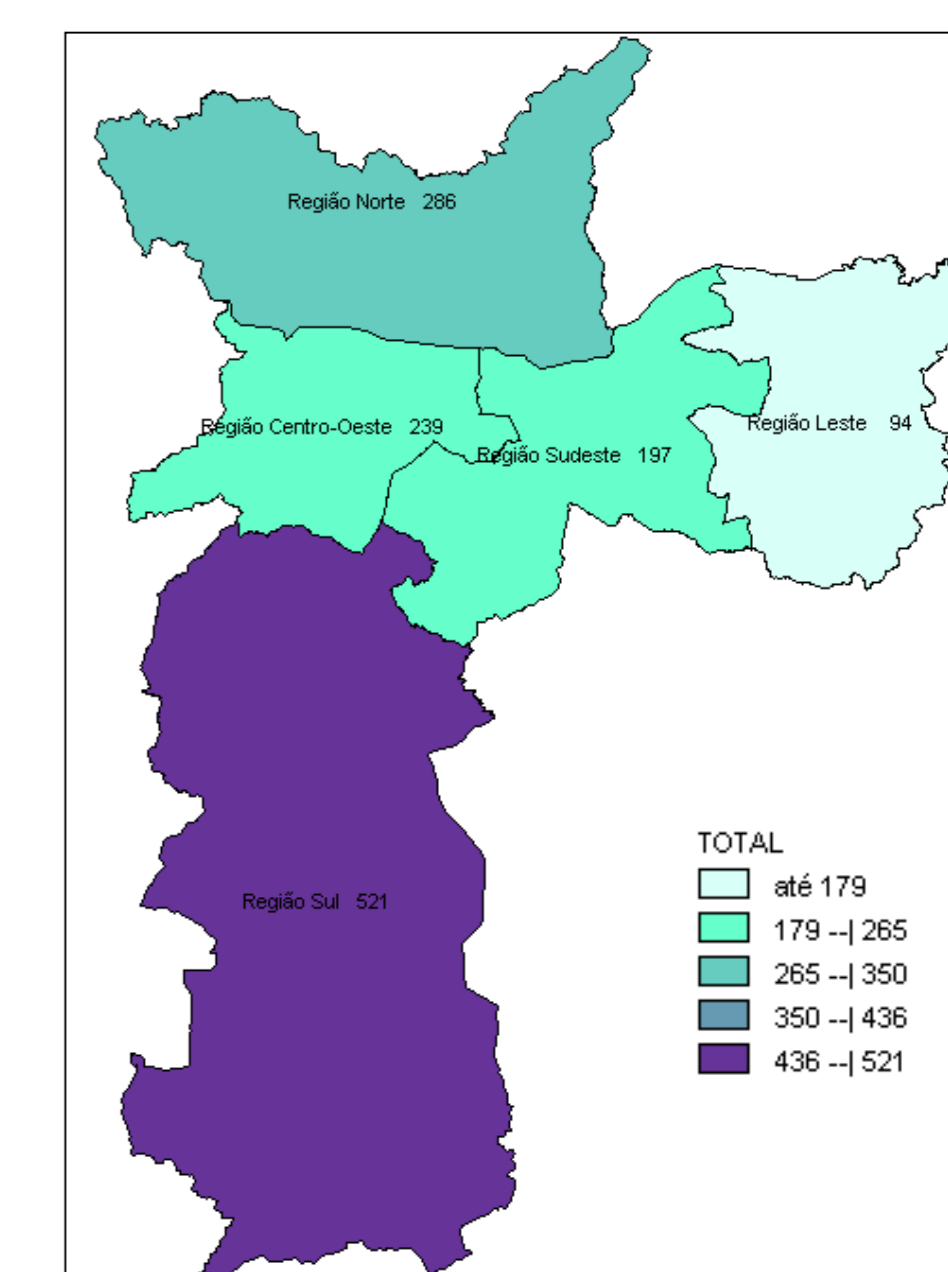 Região Norte 286
Região Centro-Oeste 239
Região Leste 94
Região Sudeste 197
Região Sul 521
TOTAL
até 179
179 --| 265
265 --| 350
350 --| 436
436 --| 521